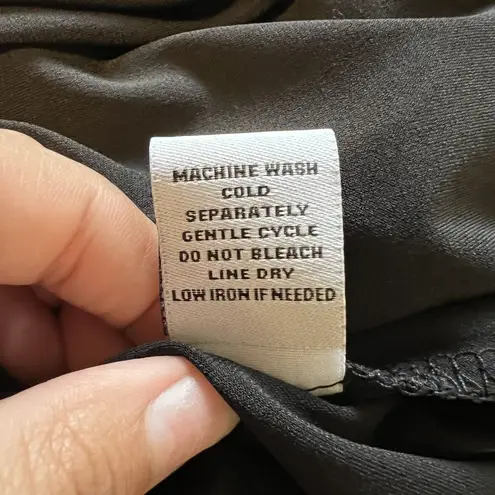 MACHINE WASH
COLD
SEPARATELY
GENTLE CYCLE
DO NOT BLEACH
LINE DRY
LOW IRON IF NEEDED